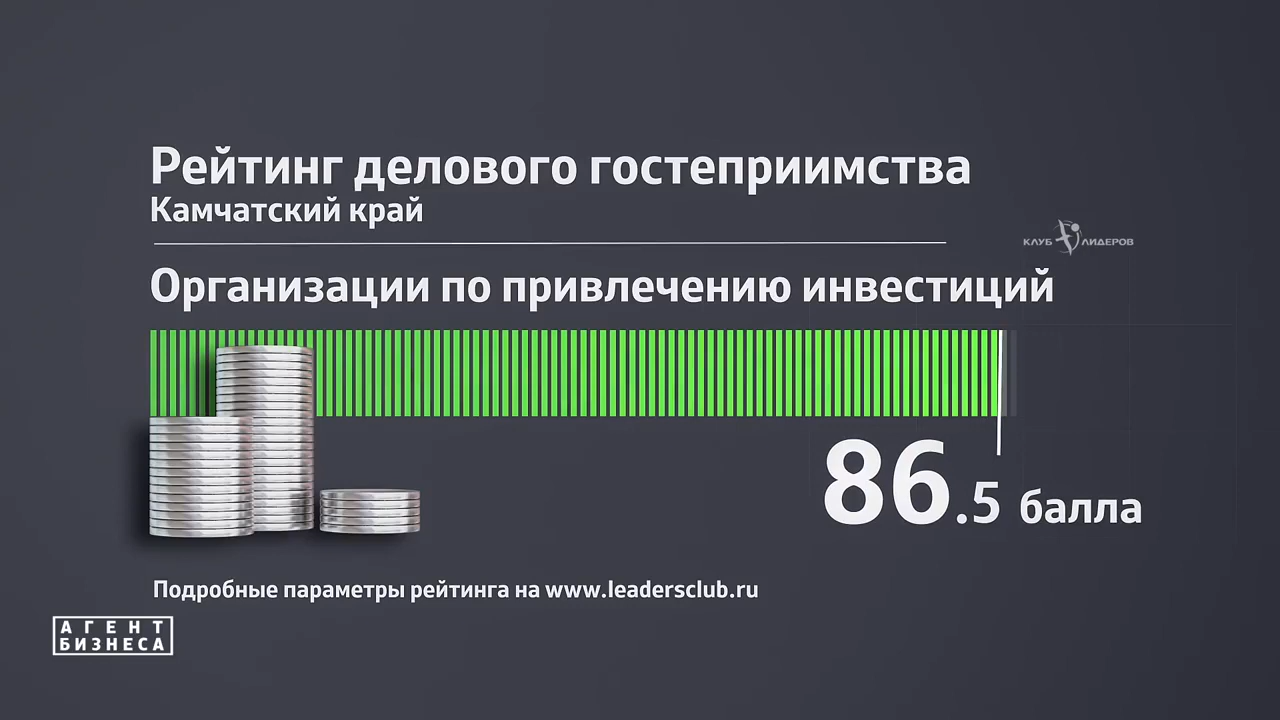 Рейтинг делового гостеприимства
Камчатский край
КЛУБ ЛИДЕРОВ
Организации по привлечению инвестиций
86.5 балла
Подробные параметры рейтинга на www.leadersclub.ru
АГЕНТ
БИЗНЕСА